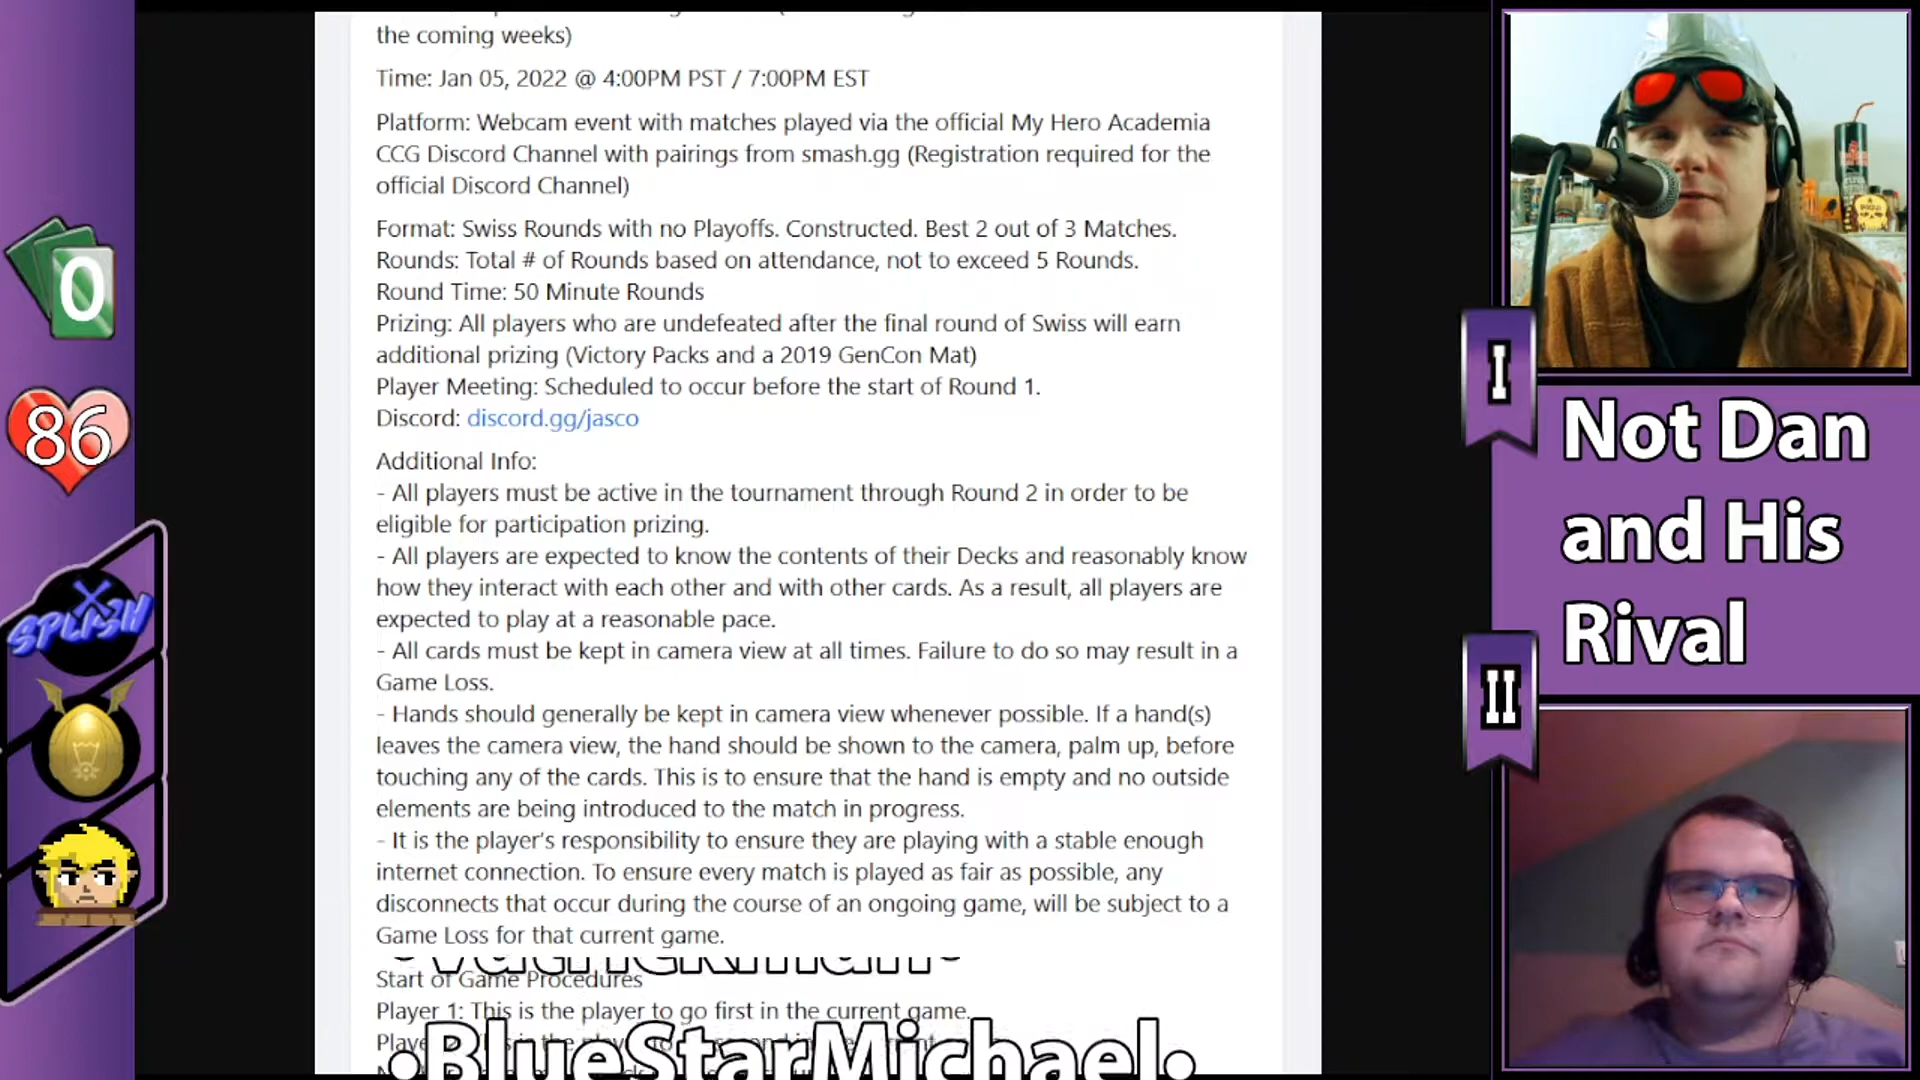 the coming weeks)
Time: Jan 05, 2022 @ 4:00PM PST / 7:00PM EST
Platform: Webcam event with matches played via the official My Hero Academia
CCG Discord Channel with pairings from smash.gg (Registration required for the
official Discord Channel)
Format: Swiss Rounds with no Playoffs. Constructed. Best 2 out of 3 Matches.
Rounds: Total # of Rounds based on attendance, not to exceed 5 Rounds.
Round Time: 50 Minute Rounds
Prizing: All players who are undefeated after the final round of Swiss will earn
additional prizing (Victory Packs and a 2019 GenCon Mat)
Player Meeting: Scheduled to occur before the start of Round 1.
Discord: discord.gg/jasco
Additional Info:
- All players must be active in the tournament through Round 2 in order to be
eligible for participation prizing.
- All players are expected to know the contents of their Decks and reasonably know
how they interact with each other and with other cards. As a result, all players are
expected to play at a reasonable pace.
- All cards must be kept in camera view at all times. Failure to do so may result in a
Game Loss.
- Hands should generally be kept in camera view whenever possible. If a hand(s)
leaves the camera view, the hand should be shown to the camera, palm up, before
touching any of the cards. This is to ensure that the hand is empty and no outside
elements are being introduced to the match in progress.
- It is the player's responsibility to ensure they are playing with a stable enough
internet connection. To ensure every match is played as fair as possible, any
disconnects that occur during the course of an ongoing game, will be subject to a
Game Loss for that current game.
Start of Game Procedures
Player 1: This is the player to go first in the current game.
•BlueStarMichael•
0
86
SPLASH
I
Not Dan
and His
Rival
II